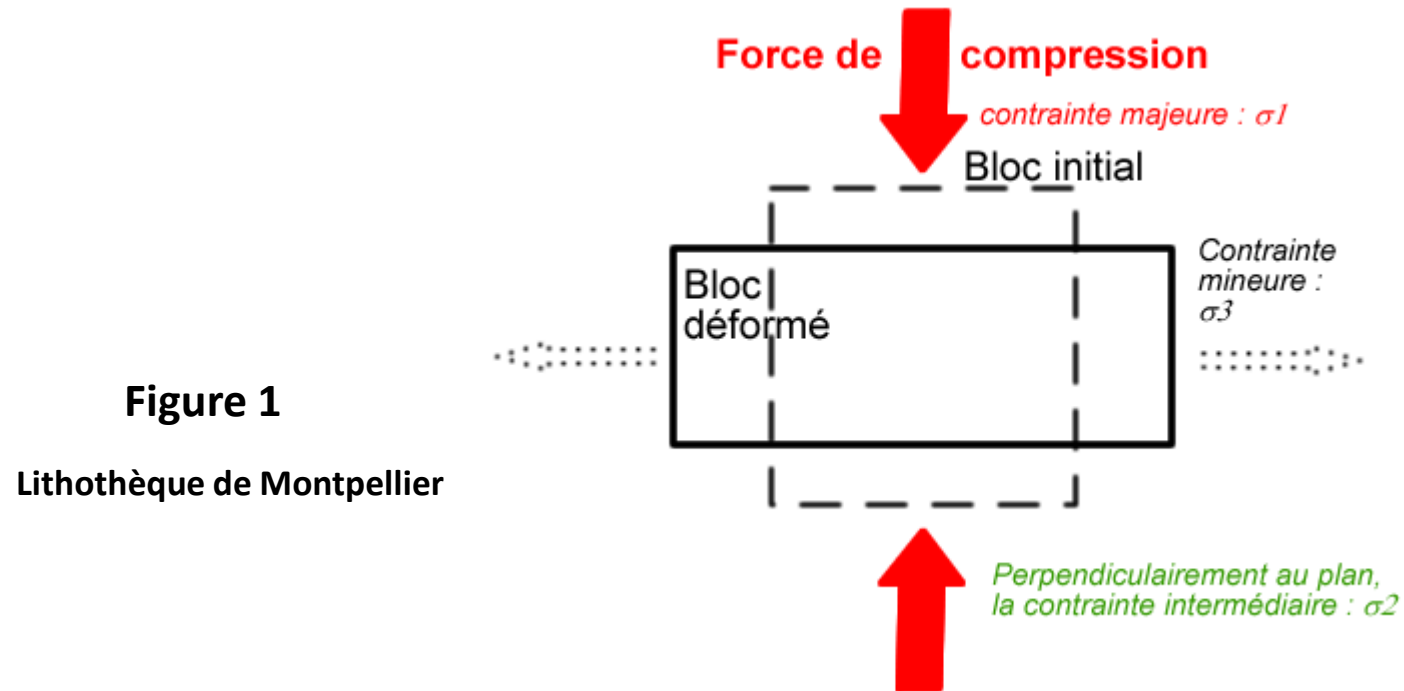 Force de compression
contrainte majeure : σ1
Bloc initial
Contrainte
mineure :
σ3
Bloc
déformé
Figure 1
Lithothèque de Montpellier
Perpendiculairement au plan,
la contrainte intermédiaire : σ2